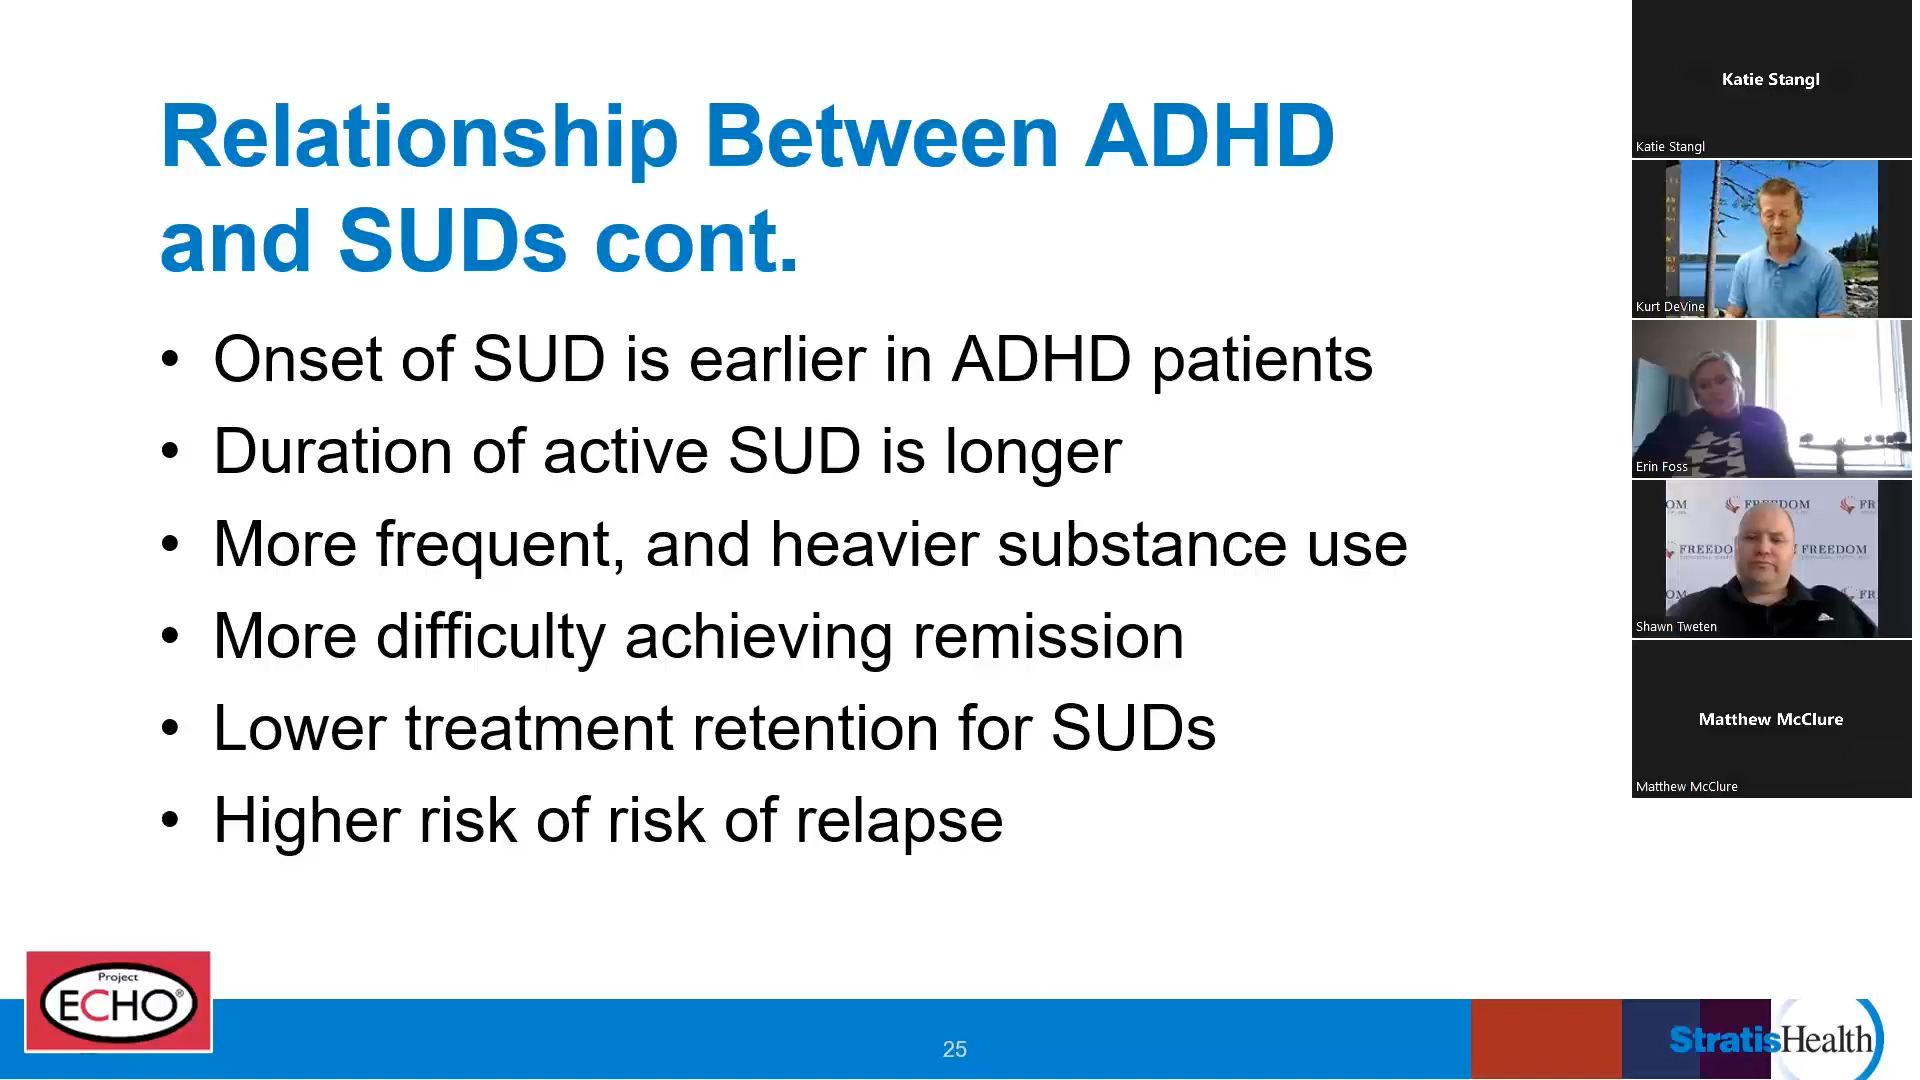 Relationship Between ADHD
and SUDs cont.
• Onset of SUD is earlier in ADHD patients
• Duration of active SUD is longer
• More frequent, and heavier substance use
• More difficulty achieving remission
• Lower treatment retention for SUDs
• Higher risk of risk of relapse
Project
ECHO®
25
StratisHealth
Katie Stangl
Katie Stangl
Kurt DeVine
Erin Foss
FREEDOM
FREEDOM
Shawn Tweten
Matthew McClure
Matthew McClure